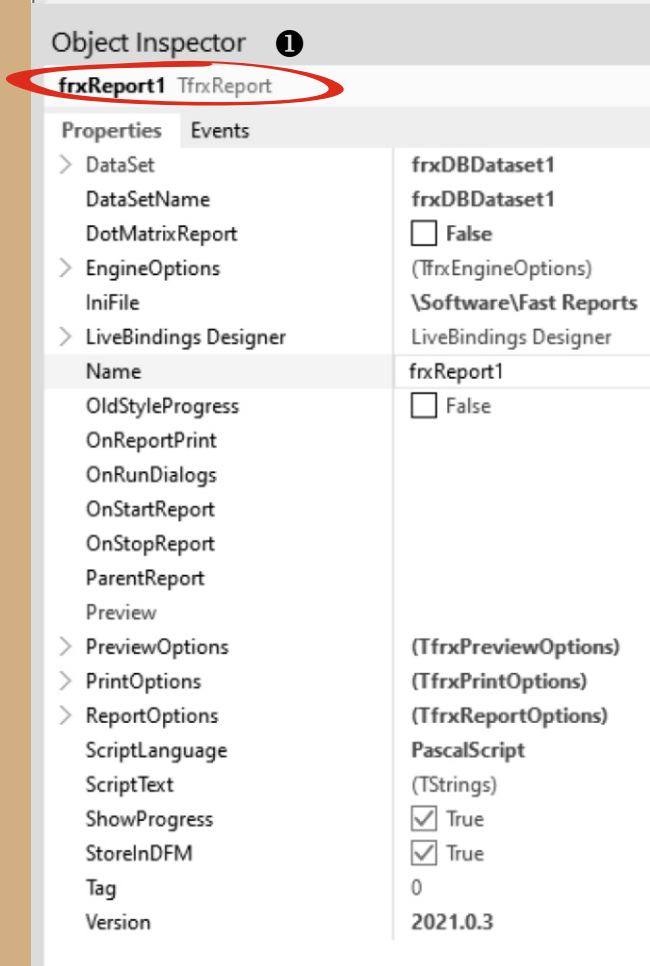 Object Inspector ❶
frxReport1 TfrxReport
Properties Events
DataSet frxDBDataset1
DataSetName frxDBDataset1
DotMatrixReport False
EngineOptions (TfrxEngineOptions)
IniFile \Software\Fast Reports
LiveBindings Designer LiveBindings Designer
Name frxReport1
OldStyleProgress False
OnReportPrint
OnRunDialogs
OnStartReport
OnStopReport
ParentReport
Preview
PreviewOptions (TfrxPreviewOptions)
PrintOptions (TfrxPrintOptions)
ReportOptions (TfrxReportOptions)
ScriptLanguage PascalScript
ScriptText (TStrings)
ShowProgress True
StoreInDFM True
Tag 0
Version 2021.0.3